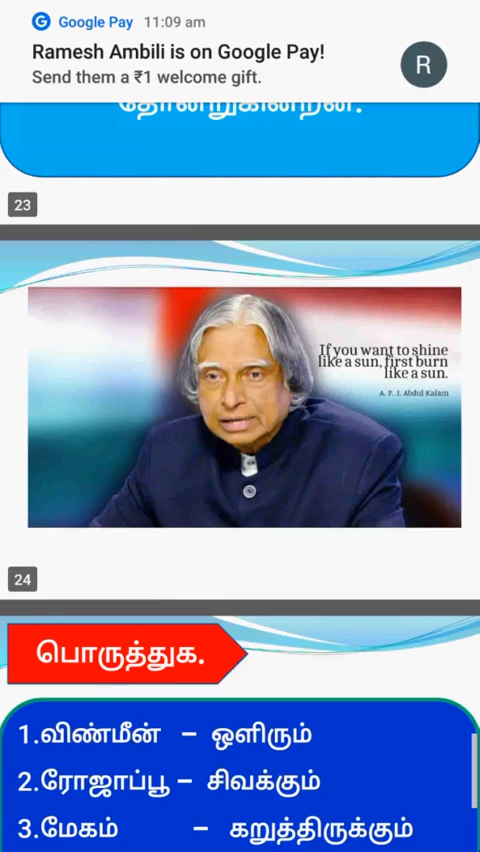 Google Pay 11:09 am
Ramesh Ambili is on Google Pay!
Send them a ₹1 welcome gift.
R
23
If you want to shine
like a sun, first burn
like a sun.
A. P. J. Abdul Kalam
24
பொருத்துக.
1.விண்மீன் – ஒளிரும்
2.ரோஜாப்பூ – சிவக்கும்
3.மேகம் – கறுத்திருக்கும்